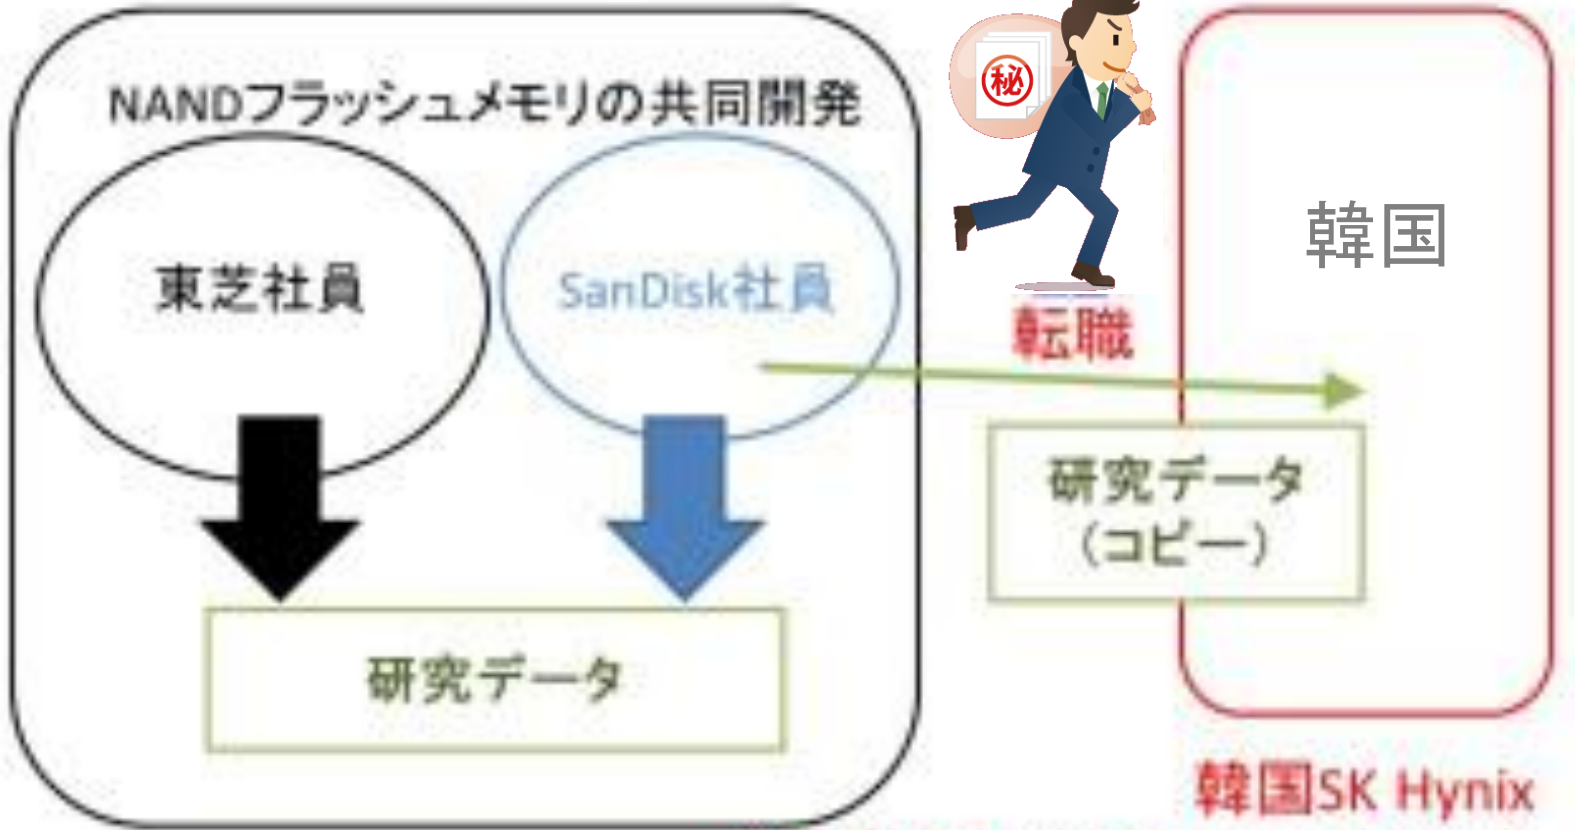 NANDフラッシュメモリの共同開発
東芝社員
SanDisk社員
研究データ
秘
転職
研究データ
(コピー)
韓国
韓国SK Hynix